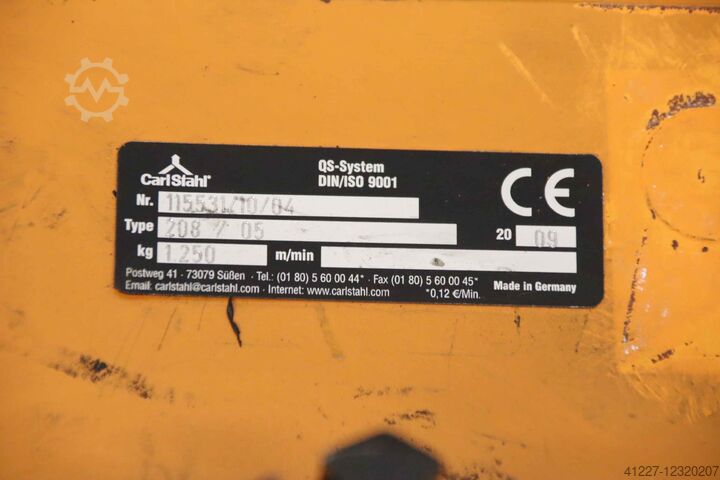 CarlStahl®
QS-System
DIN/ISO 9001
CE
Nr. 115531/10/04
Type 208 / 05
20 09
kg 1.250 m/min
Postweg 41 · 73079 Süßen · Tel.: (01 80) 5 60 00 44* · Fax (01 80) 5 60 00 45*
Email: carlstahl@carlstahl.com · Internet: www.carlstahl.com *0,12 €/Min.
Made in Germany
41227-12320207